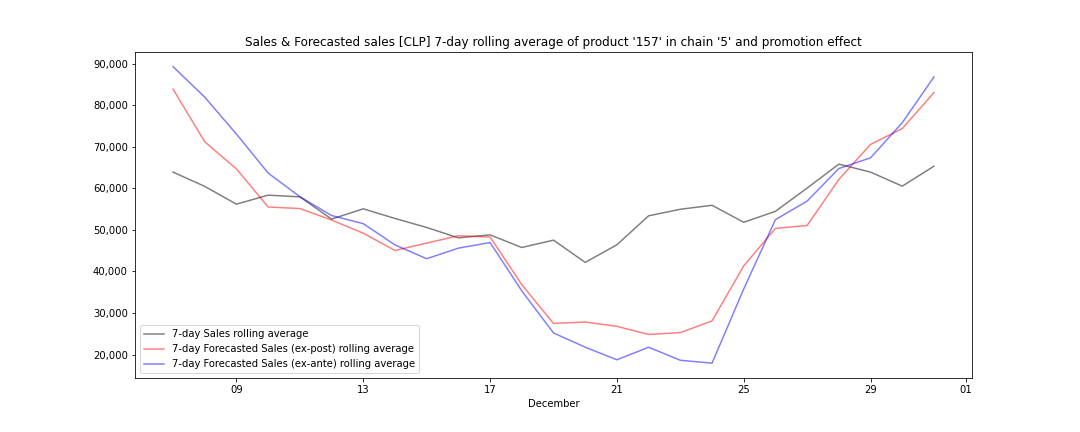 Sales & Forecasted sales [CLP] 7-day rolling average of product '157' in chain '5' and promotion effect
90,000
80,000
70,000
60,000
50,000
40,000
30,000
20,000
7-day Sales rolling average
7-day Forecasted Sales (ex-post) rolling average
7-day Forecasted Sales (ex-ante) rolling average
09 13 17 21 25 29 01
December